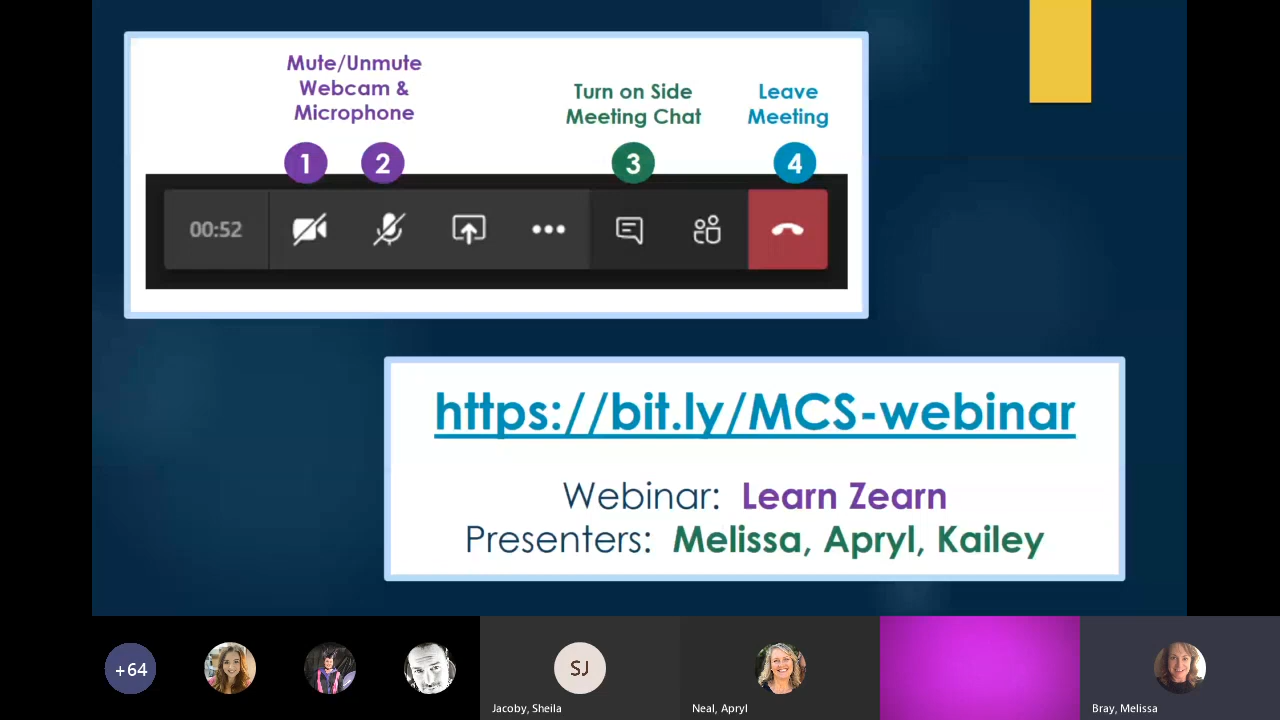 Mute/Unmute
Webcam &
Microphone
Turn on Side
Meeting Chat
Leave
Meeting
1
2
3
4
00:52
https://bit.ly/MCS-webinar
Webinar: Learn Zearn
Presenters: Melissa, Apryl, Kailey
+64
SJ
Jacoby, Sheila
Neal, Apryl
Bray, Melissa